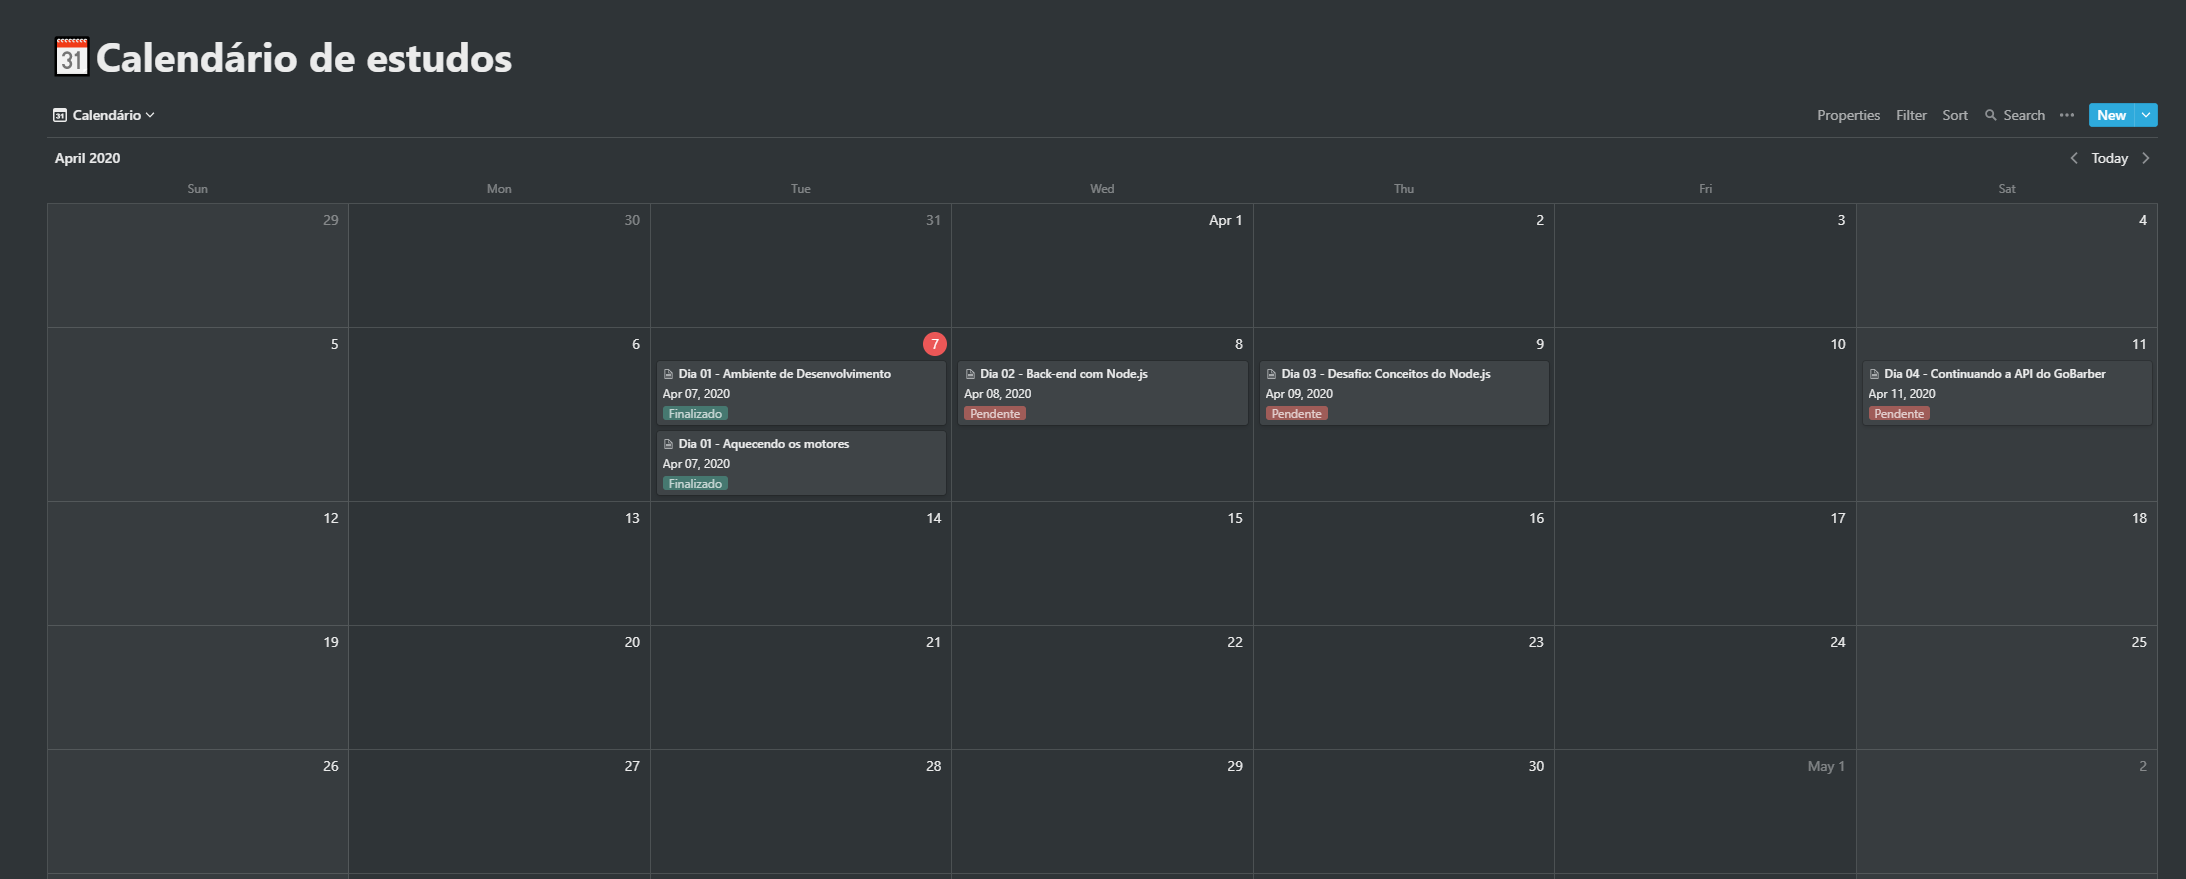 31 Calendário de estudos
31 Calendário
Properties Filter Sort Search ••• New
April 2020
Today
Sun Mon Tue Wed Thu Fri Sat
29 30 31 Apr 1 2 3 4
5 6 7 8 9 10 11
Dia 01 - Ambiente de Desenvolvimento
Apr 07, 2020
Finalizado
Dia 01 - Aquecendo os motores
Apr 07, 2020
Finalizado
Dia 02 - Back-end com Node.js
Apr 08, 2020
Pendente
Dia 03 - Desafio: Conceitos do Node.js
Apr 09, 2020
Pendente
Dia 04 - Continuando a API do GoBarber
Apr 11, 2020
Pendente
12 13 14 15 16 17 18
19 20 21 22 23 24 25
26 27 28 29 30 May 1 2